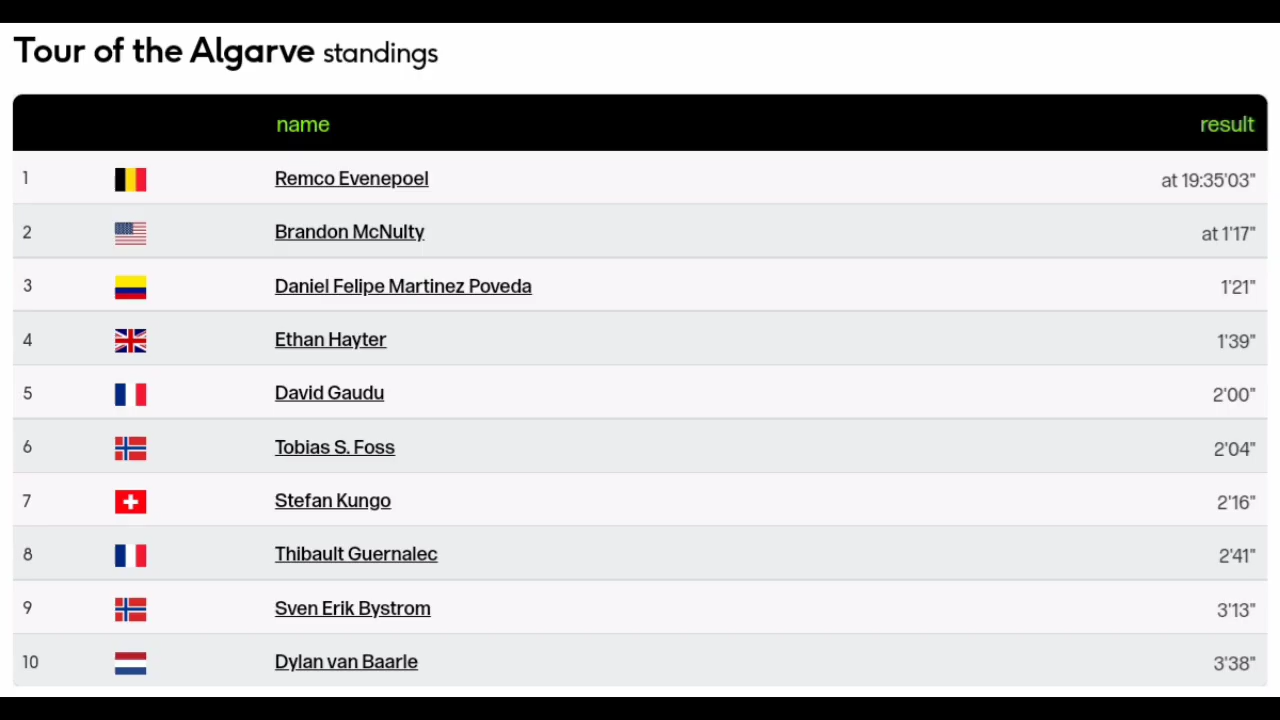 Tour of the Algarve standings
name result
1 Remco Evenepoel at 19:35'03"
2 Brandon McNulty at 1'17"
3 Daniel Felipe Martinez Poveda 1'21"
4 Ethan Hayter 1'39"
5 David Gaudu 2'00"
6 Tobias S. Foss 2'04"
7 Stefan Kungo 2'16"
8 Thibault Guernalec 2'41"
9 Sven Erik Bystrom 3'13"
10 Dylan van Baarle 3'38"